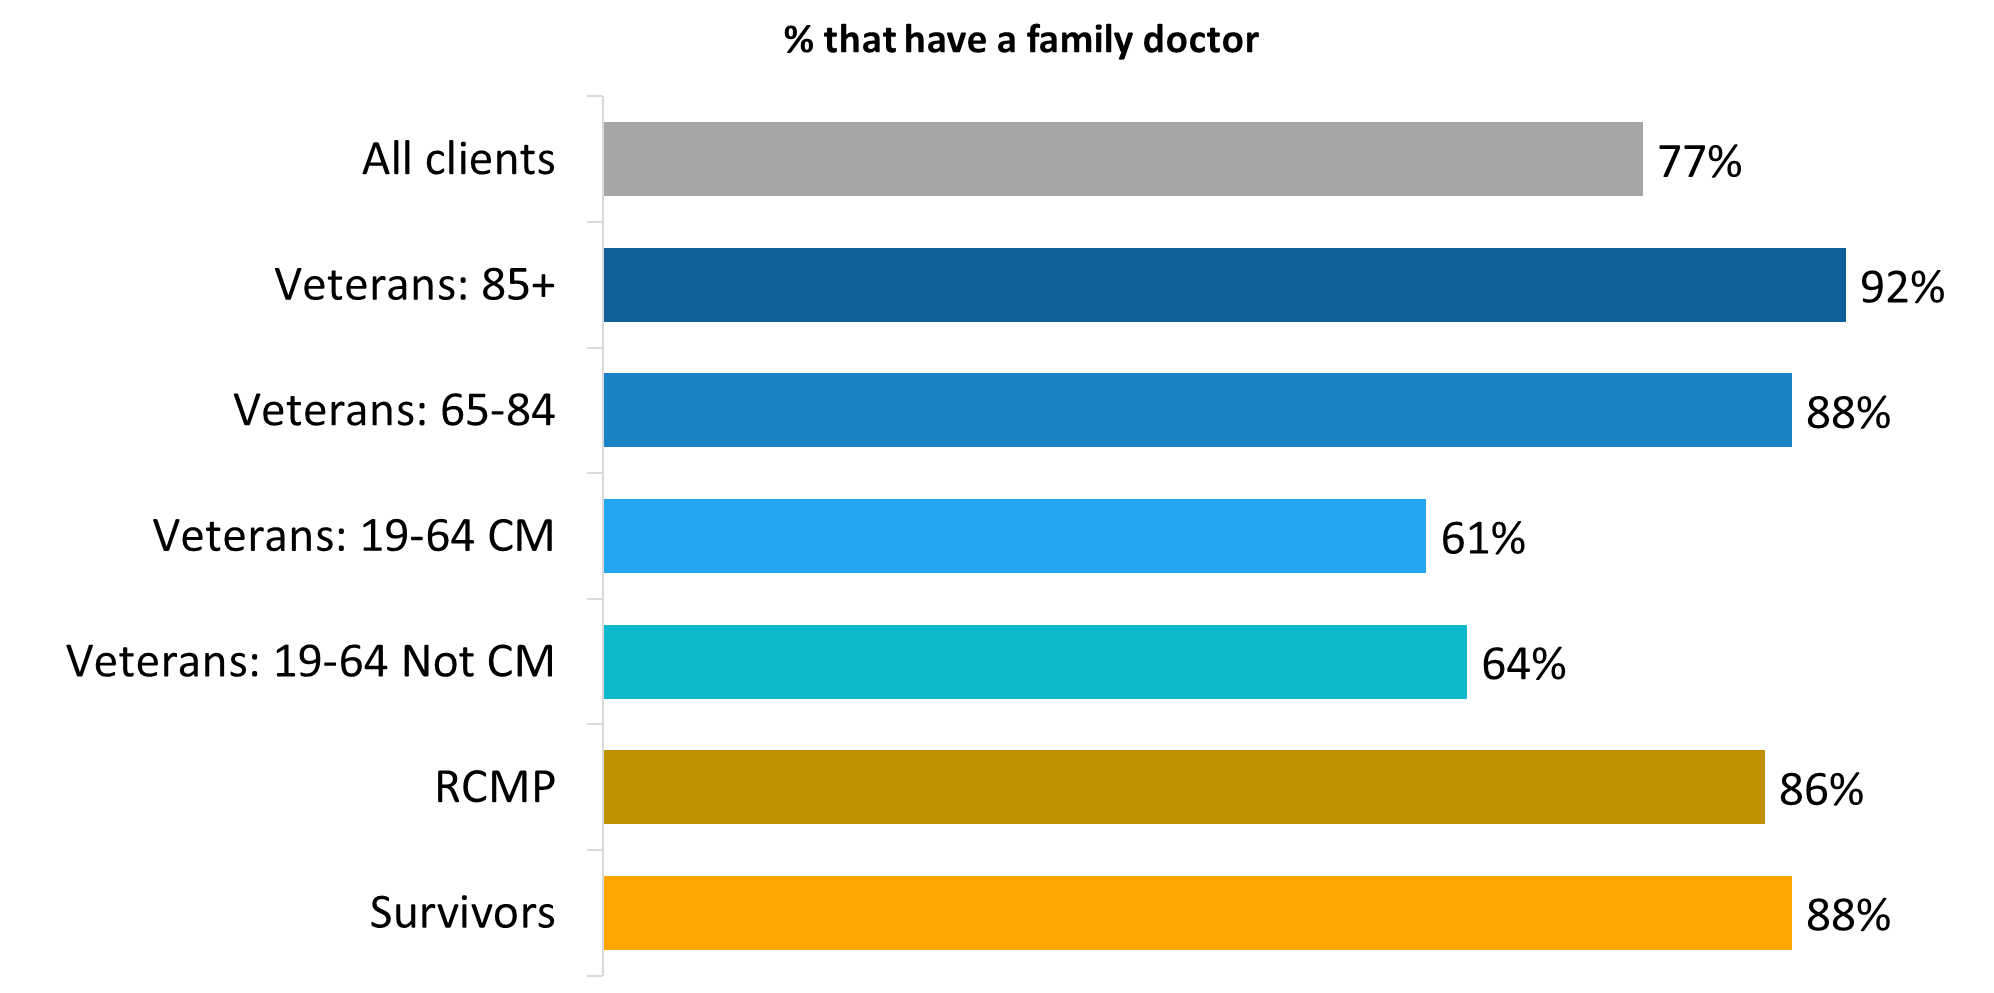 % that have a family doctor
All clients 77%
Veterans: 85+ 92%
Veterans: 65-84 88%
Veterans: 19-64 CM 61%
Veterans: 19-64 Not CM 64%
RCMP 86%
Survivors 88%